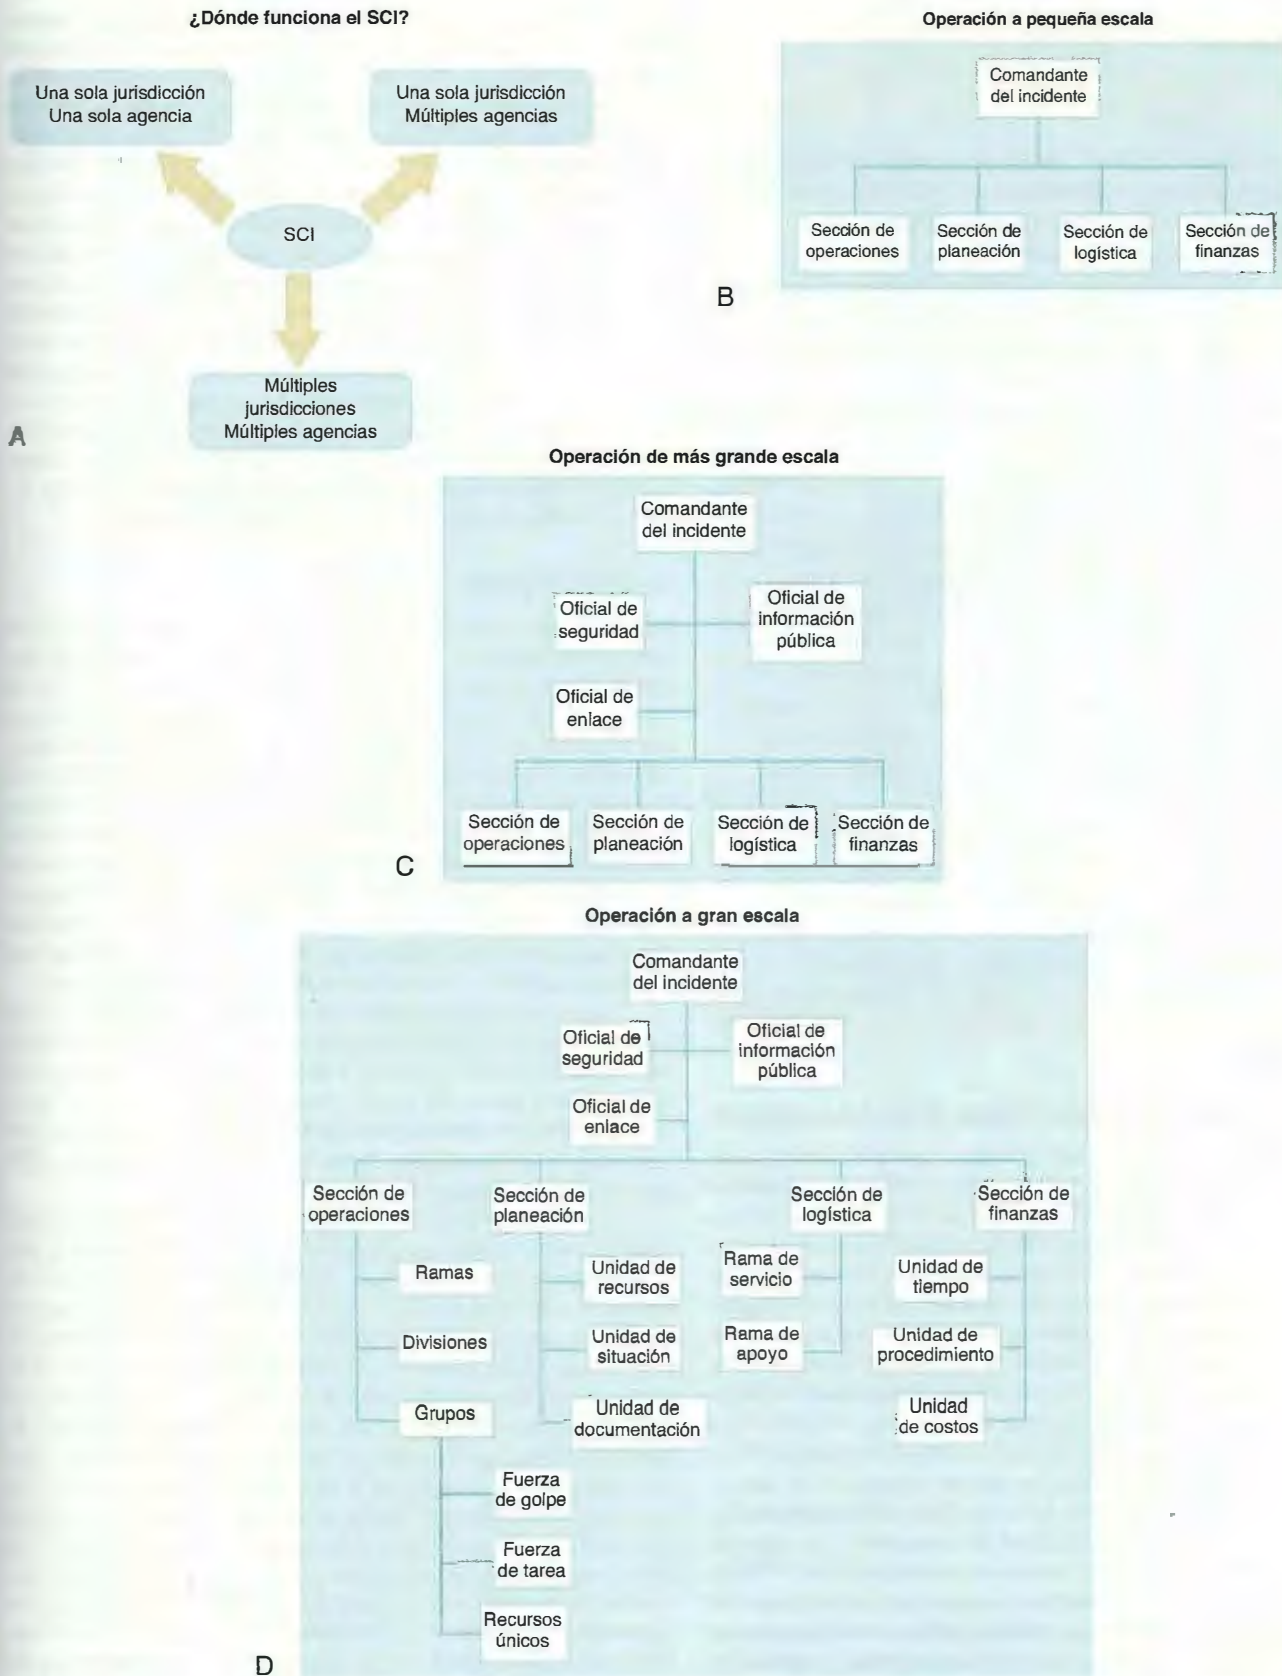 ¿Dónde funciona el SCI?
Una sola jurisdicción
Una sola agencia
Una sola jurisdicción
Múltiples agencias
SCI
Múltiples
jurisdicciones
Múltiples agencias
A
Operación a pequeña escala
Comandante
del incidente
Sección de
operaciones
Sección de
planeación
Sección de
logística
Sección de
finanzas
B
Operación de más grande escala
Comandante
del incidente
Oficial de
seguridad
Oficial de
información
pública
Oficial de
enlace
Sección de
operaciones
Sección de
planeación
Sección de
logística
Sección de
finanzas
C
Operación a gran escala
Comandante
del incidente
Oficial de
seguridad
Oficial de
información
pública
Oficial de
enlace
Sección de
operaciones
Ramas
Divisiones
Grupos
Fuerza
de golpe
Fuerza
de tarea
Recursos
únicos
Sección de
planeación
Unidad de
recursos
Unidad de
situación
Unidad de
documentación
Sección de
logística
Rama de
servicio
Rama de
apoyo
Sección de
finanzas
Unidad de
tiempo
Unidad de
procedimiento
Unidad
de costos
D